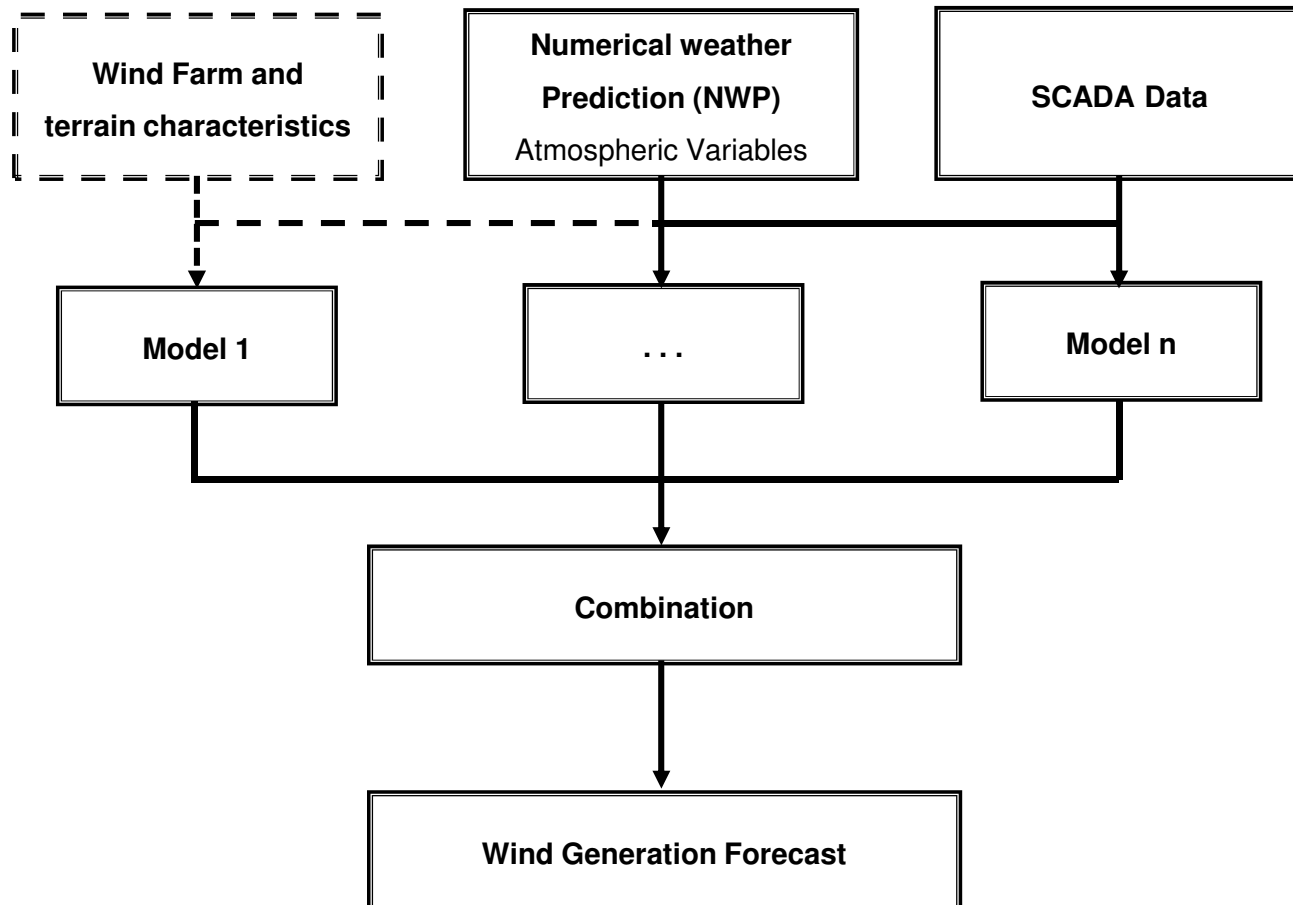 Wind Farm and
terrain characteristics
Numerical weather
Prediction (NWP)
Atmospheric Variables
SCADA Data
Model 1
. . .
Model n
Combination
Wind Generation Forecast